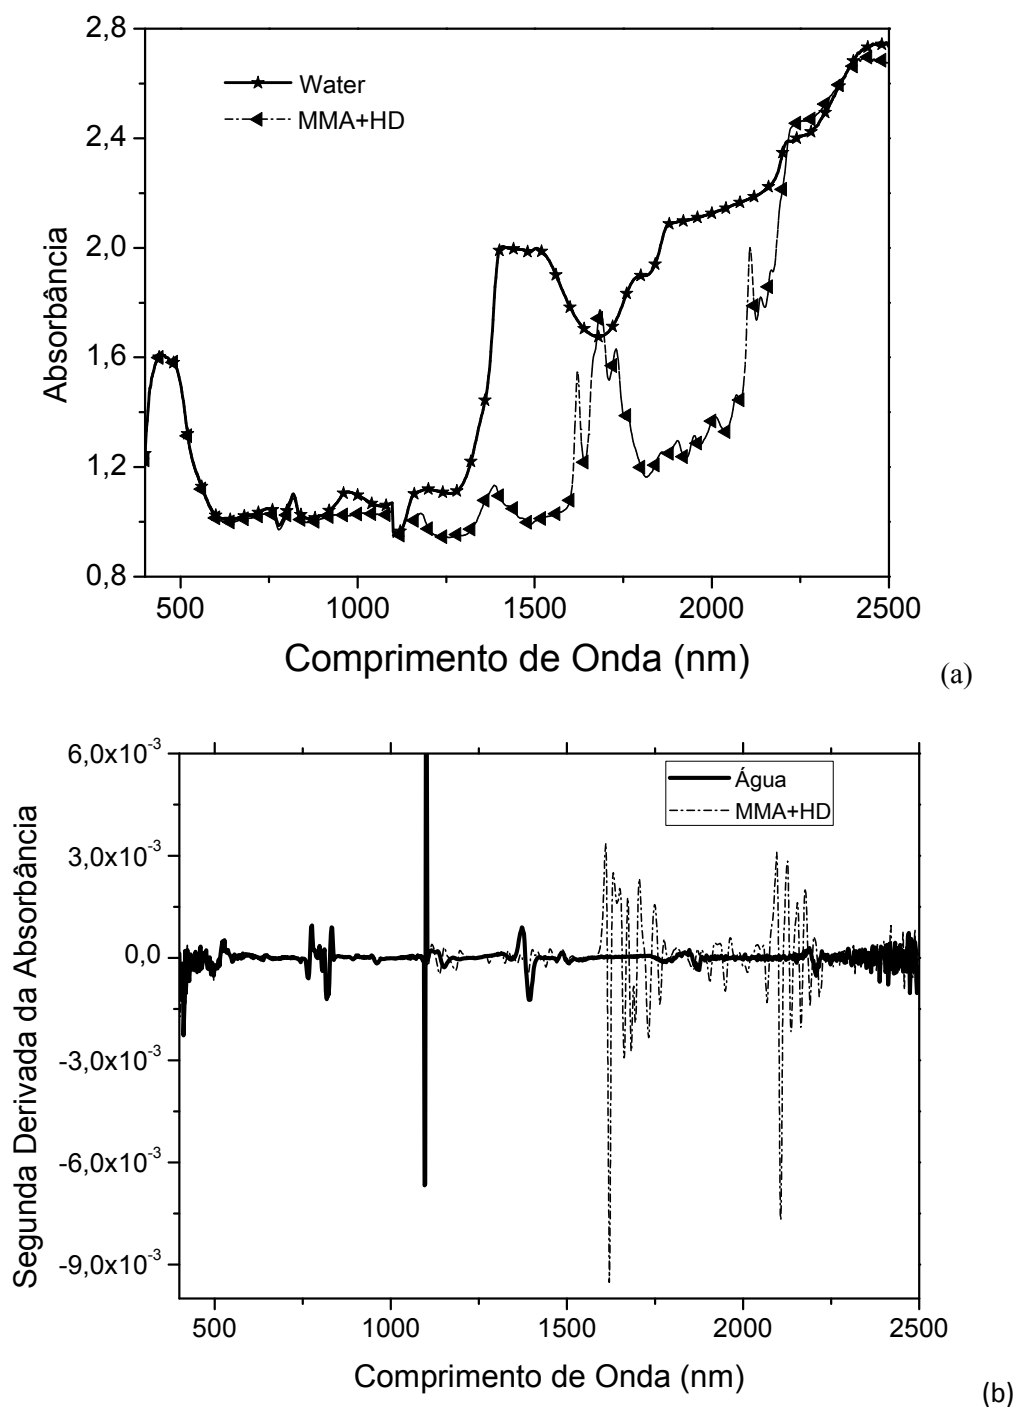 2,8
2,4
2,0
1,6
1,2
0,8
Absorbância
Water
MMA+HD
500 1000 1500 2000 2500
Comprimento de Onda (nm)
(a)
6,0x10⁻³
3,0x10⁻³
0,0
-3,0x10⁻³
-6,0x10⁻³
-9,0x10⁻³
Segunda Derivada da Absorbância
Água
MMA+HD
500 1000 1500 2000 2500
Comprimento de Onda (nm)
(b)